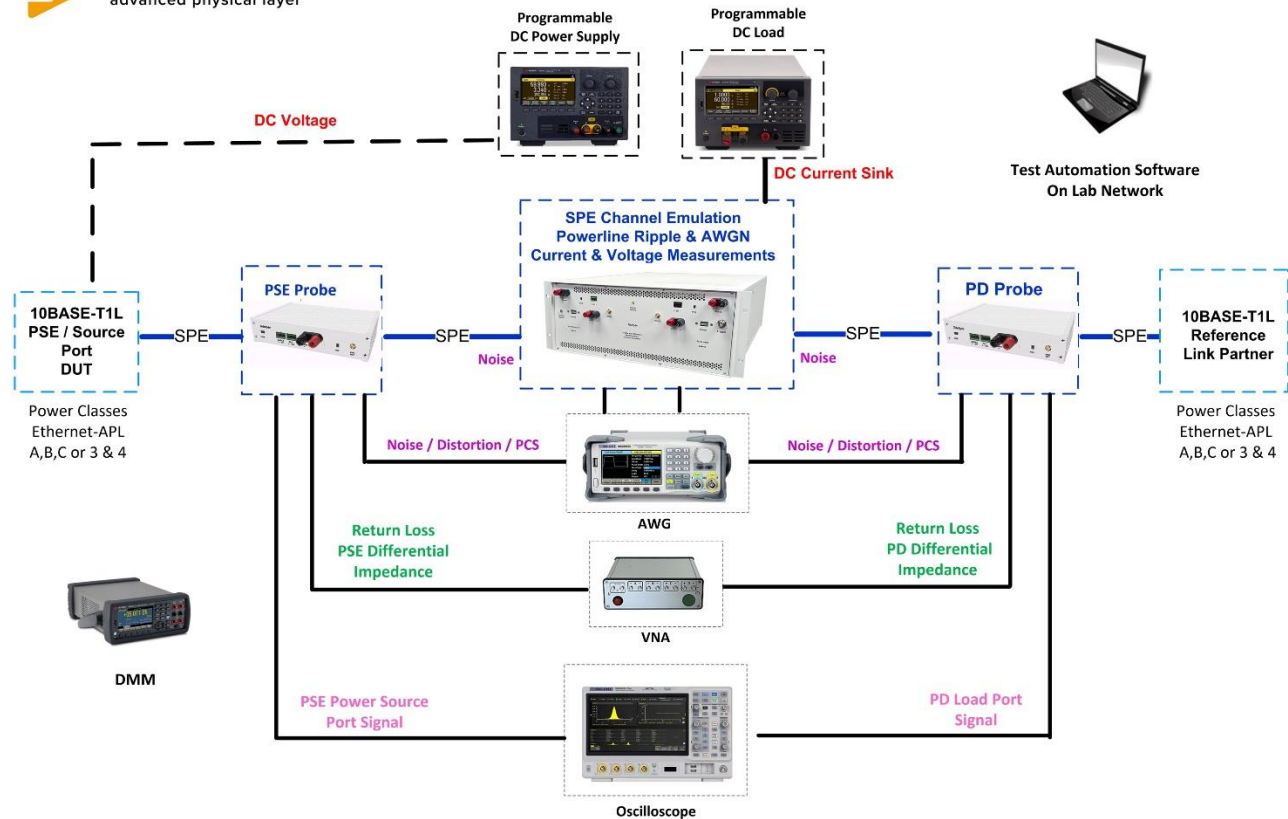 advanced physical layer
Programmable
DC Power Supply
Programmable
DC Load
DC Voltage
DC Current Sink
Test Automation Software
On Lab Network
SPE Channel Emulation
Powerline Ripple & AWGN
Current & Voltage Measurements
PSE Probe
PD Probe
10BASE-T1L
PSE / Source
Port
DUT
SPE
SPE
SPE
SPE
10BASE-T1L
Reference
Link Partner
Noise
Noise
Power Classes
Ethernet-APL
A,B,C or 3 & 4
Power Classes
Ethernet-APL
A,B,C or 3 & 4
Noise / Distortion / PCS
Noise / Distortion / PCS
AWG
Return Loss
PSE Differential
Impedance
Return Loss
PD Differential
Impedance
VNA
DMM
PSE Power Source
Port Signal
PD Load Port
Signal
Oscilloscope